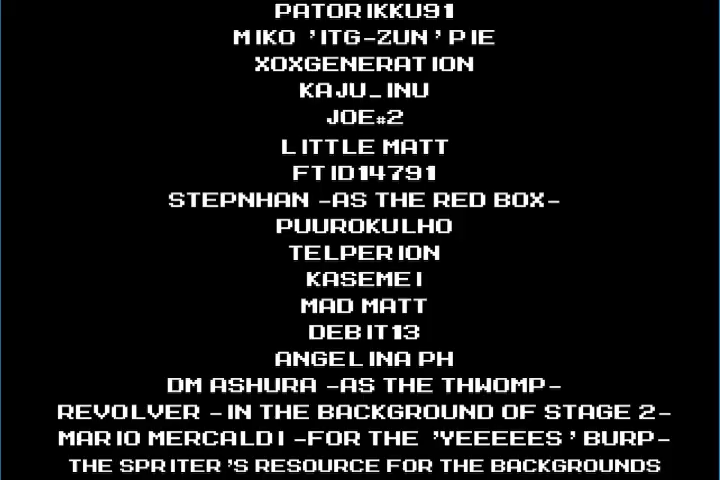 PATORIKKU91
MIKO 'ITG-ZUN' PIE
XOXGENERATION
KAJU_INU
JOE#2
LITTLE MATT
FTID14791
STEPNHAN -AS THE RED BOX-
PUUROKULHO
TELPERION
KASEMEI
MAD MATT
DEBIT13
ANGELINA PH
DM ASHURA -AS THE THWOMP-
REVOLVER -IN THE BACKGROUND OF STAGE 2-
MARIO MERCALDI -FOR THE 'YEEEEES' BURP-
THE SPRITER'S RESOURCE FOR THE BACKGROUNDS